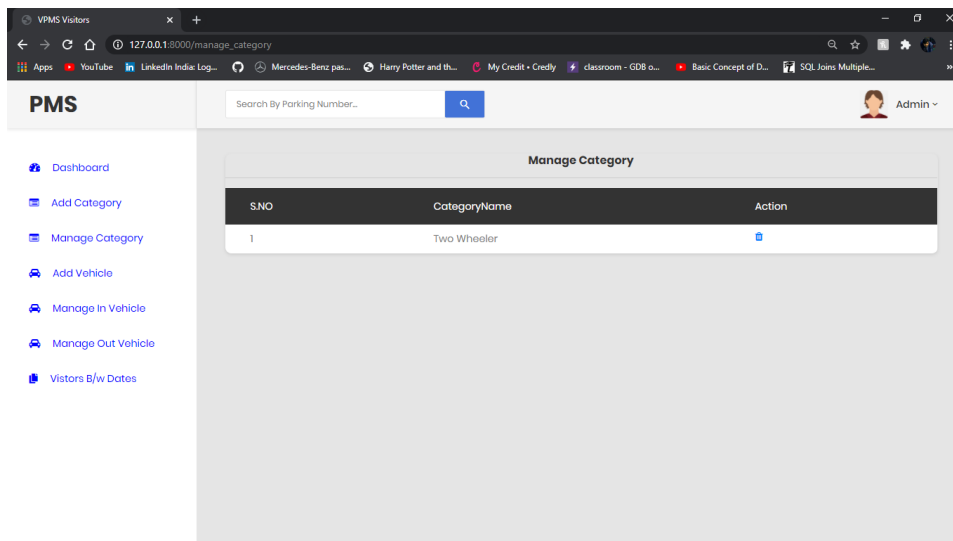 VPMS Visitors
127.0.0.1:8000/manage_category
Apps YouTube LinkedIn India: Log... Mercedes-Benz pas... Harry Potter and th... My Credit • Credly classroom - GDB o... Basic Concept of D... SQL Joins Multiple...
PMS
Search By Parking Number...
Admin
Dashboard
Add Category
Manage Category
Add Vehicle
Manage In Vehicle
Manage Out Vehicle
Vistors B/w Dates
Manage Category
S.NO CategoryName Action
1 Two Wheeler